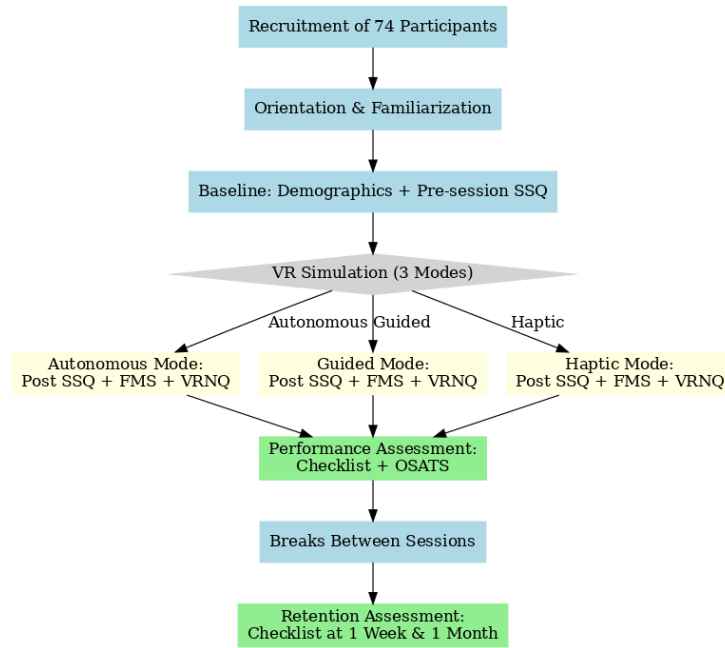 Recruitment of 74 Participants
Orientation & Familiarization
Baseline: Demographics + Pre-session SSQ
VR Simulation (3 Modes)
Autonomous
Guided
Haptic
Autonomous Mode:
Post SSQ + FMS + VRNQ
Guided Mode:
Post SSQ + FMS + VRNQ
Haptic Mode:
Post SSQ + FMS + VRNQ
Performance Assessment:
Checklist + OSATS
Breaks Between Sessions
Retention Assessment:
Checklist at 1 Week & 1 Month